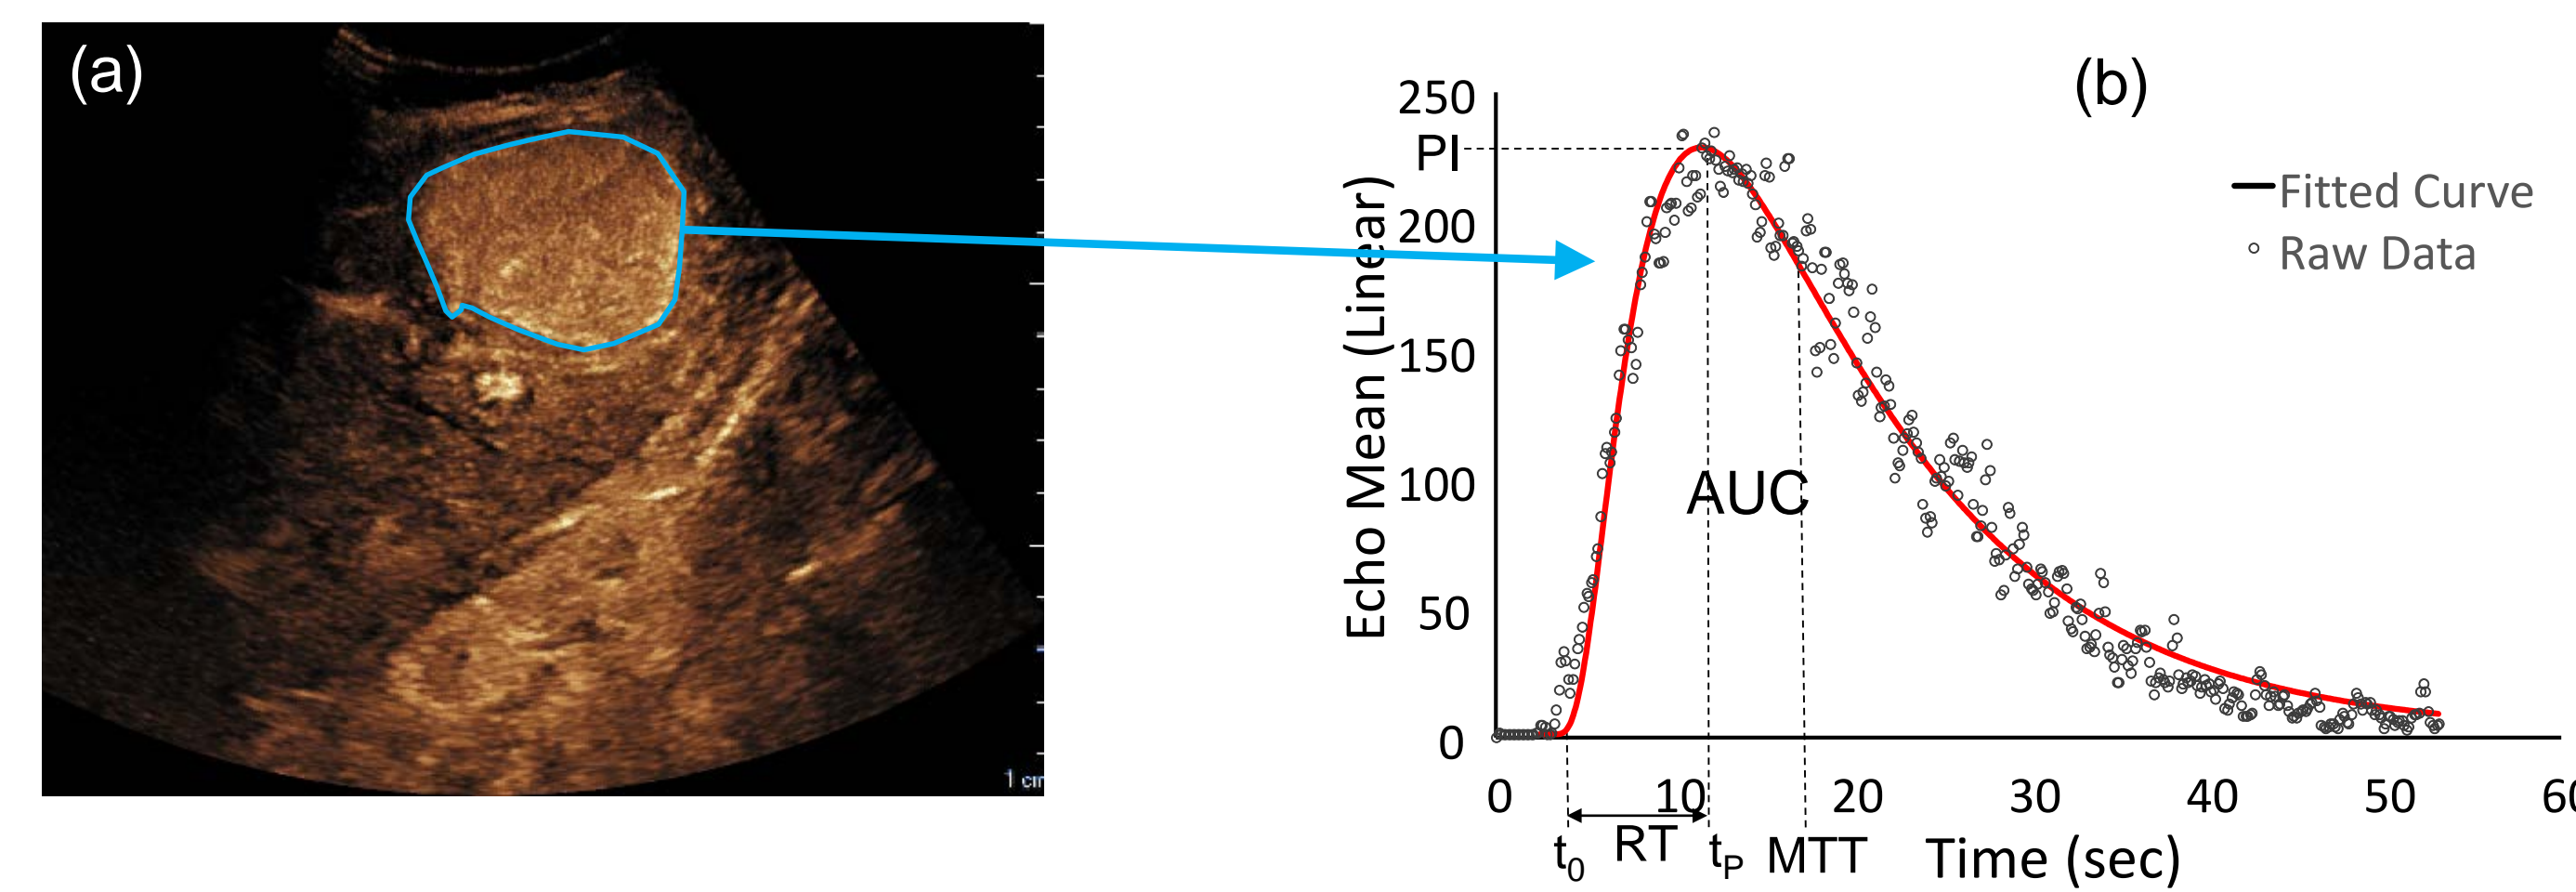 (a)
1 cm
(b)
250
PI
200
150
100
50
0
Echo Mean (Linear)
Fitted Curve
Raw Data
AUC
0 10 20 30 40 50
t0 RT tP MTT Time (sec)